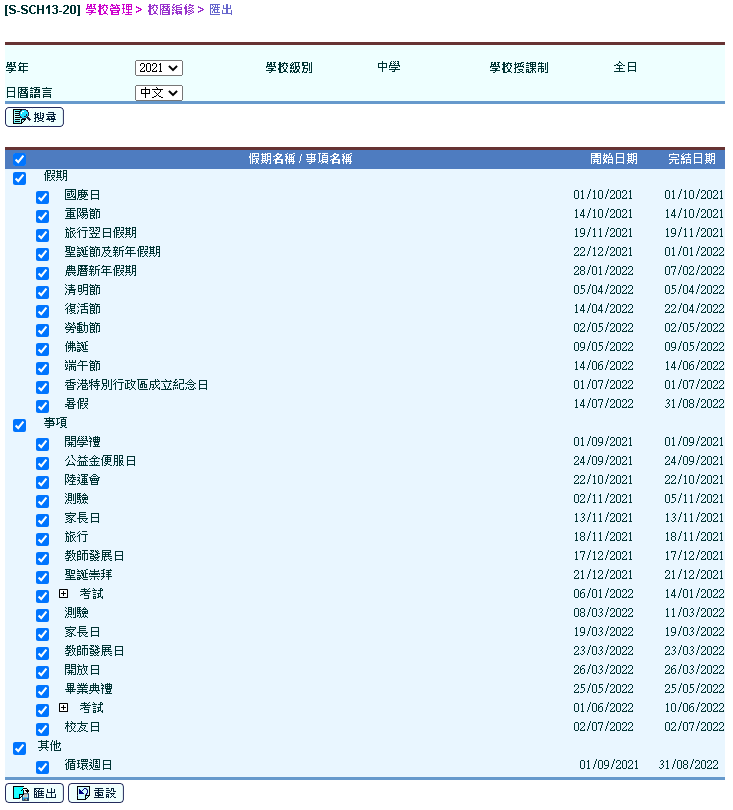 [S-SCH13-20] 學校管理> 校曆編修> 匯出
學年 2021 學校級別 中學 學校授課制 全日
日曆語言 中文
搜尋
假期名稱 / 事項名稱 開始日期 完結日期
假期
國慶日 01/10/2021 01/10/2021
重陽節 14/10/2021 14/10/2021
旅行翌日假期 19/11/2021 19/11/2021
聖誕節及新年假期 22/12/2021 01/01/2022
農曆新年假期 28/01/2022 07/02/2022
清明節 05/04/2022 05/04/2022
復活節 14/04/2022 22/04/2022
勞動節 02/05/2022 02/05/2022
佛誕 09/05/2022 09/05/2022
端午節 14/06/2022 14/06/2022
香港特別行政區成立紀念日 01/07/2022 01/07/2022
暑假 14/07/2022 31/08/2022
事項
開學禮 01/09/2021 01/09/2021
公益金便服日 24/09/2021 24/09/2021
陸運會 22/10/2021 22/10/2021
測驗 02/11/2021 05/11/2021
家長日 13/11/2021 13/11/2021
旅行 18/11/2021 18/11/2021
教師發展日 17/12/2021 17/12/2021
聖誕崇拜 21/12/2021 21/12/2021
考試 06/01/2022 14/01/2022
測驗 08/03/2022 11/03/2022
家長日 19/03/2022 19/03/2022
教師發展日 23/03/2022 23/03/2022
開放日 26/03/2022 26/03/2022
畢業典禮 25/05/2022 25/05/2022
考試 01/06/2022 10/06/2022
校友日 02/07/2022 02/07/2022
其他
循環週日 01/09/2021 31/08/2022
匯出 重設